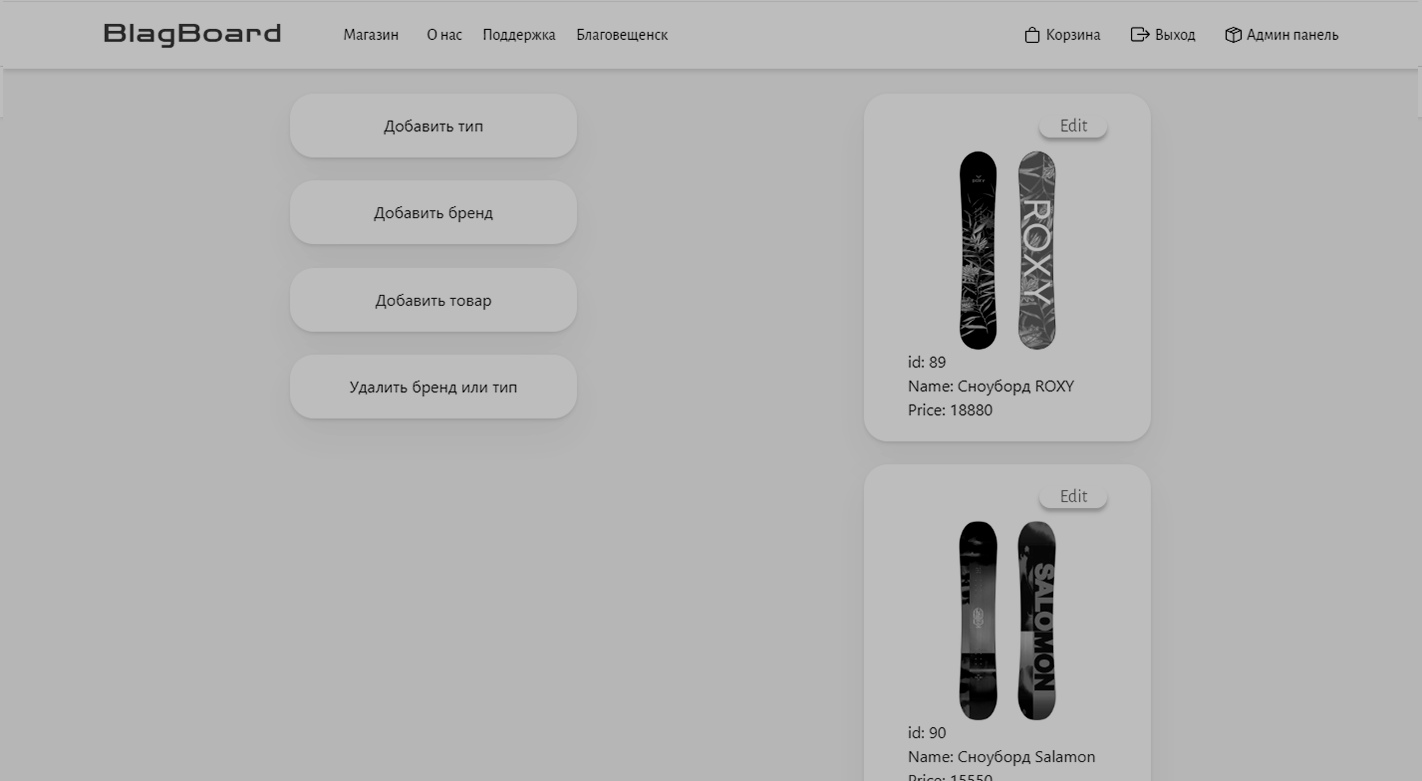 BlagBoard Магазин О нас Поддержка Благовещенск Корзина Выход Админ панель
Добавить тип
Добавить бренд
Добавить товар
Удалить бренд или тип
Edit
ROXY
id: 89
Name: Сноуборд ROXY
Price: 18880
Edit
SALOMON
id: 90
Name: Сноуборд Salamon
Price: 15550